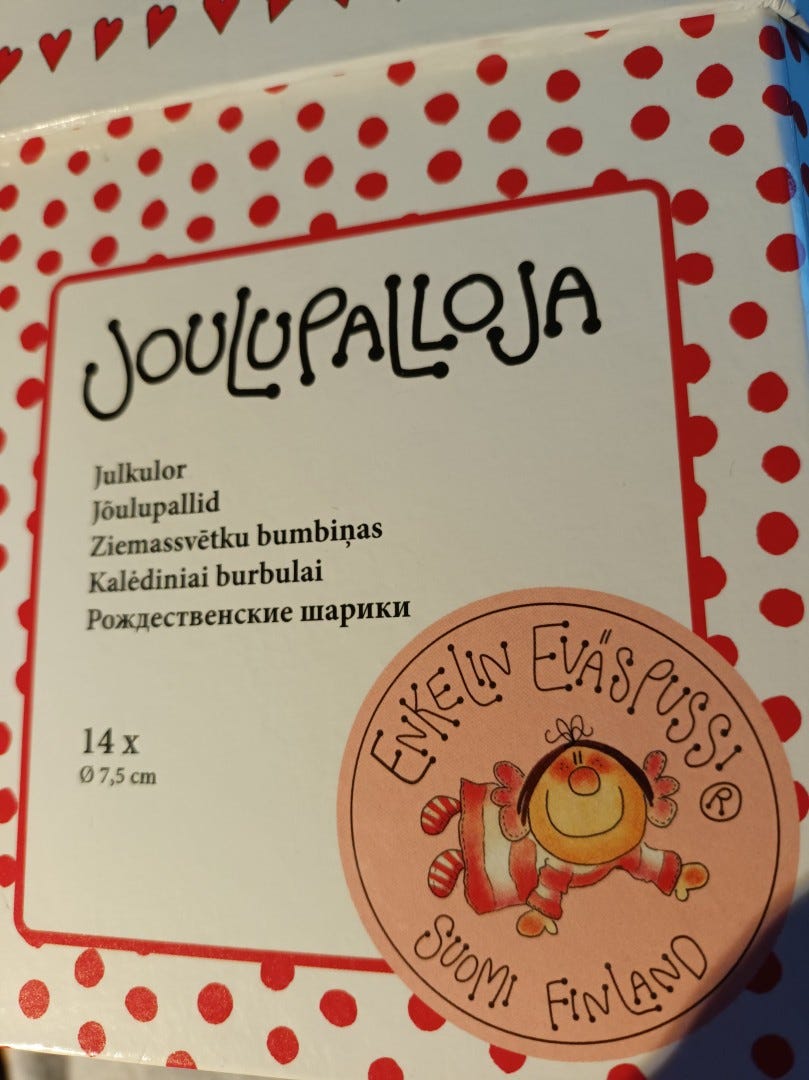 JOULUPALLOJA
Julkulor
Jõulupallid
Ziemassvētku bumbiņas
Kalėdiniai burbulai
Рождественские шарики
14 x
Ø 7,5 cm
ENKELIN EVÄSPUSSI ®
SUOMI FINLAND